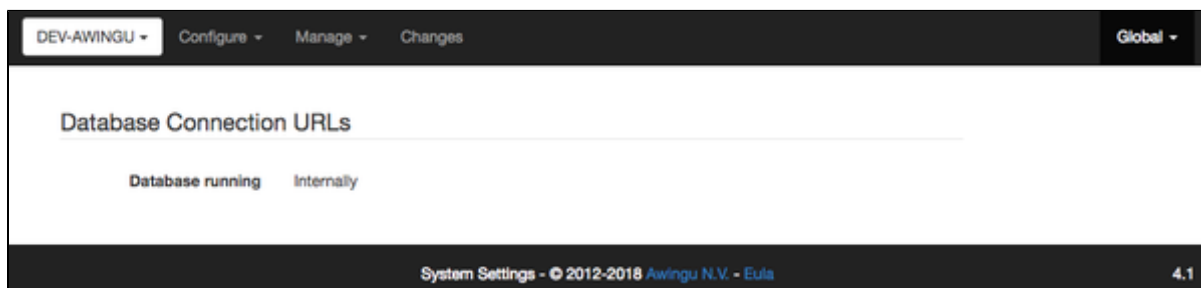 DEV-AWINGU Configure Manage Changes Global
Database Connection URLs
Database running Internally
System Settings - © 2012-2018 Awingu N.V. - Eula 4.1